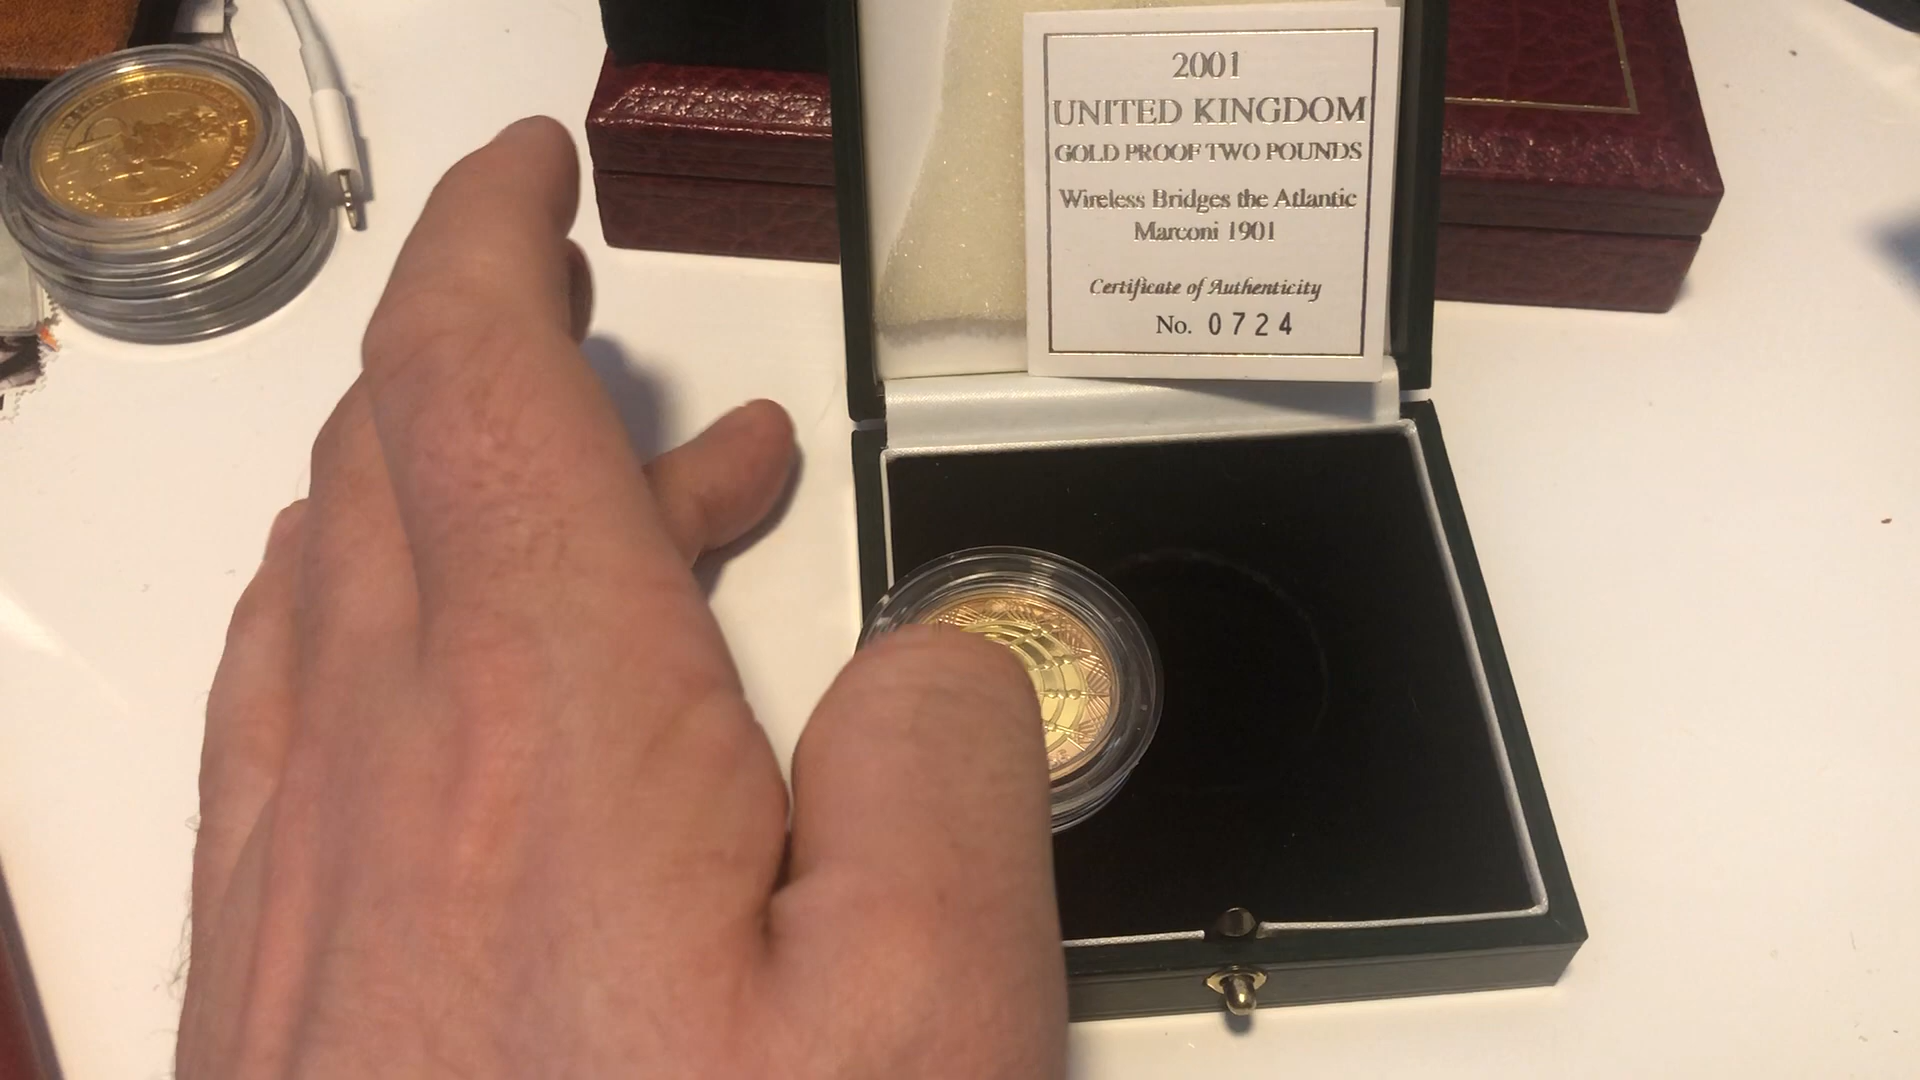 2001
UNITED KINGDOM
GOLD PROOF TWO POUNDS
Wireless Bridges the Atlantic
Marconi 1901
Certificate of Authenticity
No. 0724